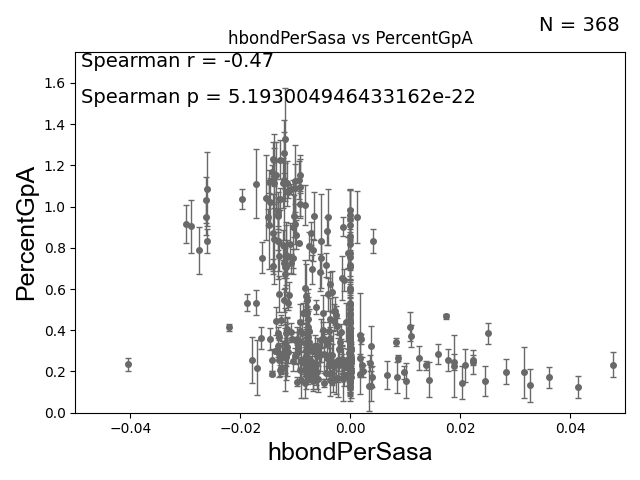 N = 368
hbondPerSasa vs PercentGpA
Spearman r = -0.47
Spearman p = 5.193004946433162e-22
PercentGpA
1.6
1.4
1.2
1.0
0.8
0.6
0.4
0.2
0.0
−0.04 −0.02 0.00 0.02 0.04
hbondPerSasa